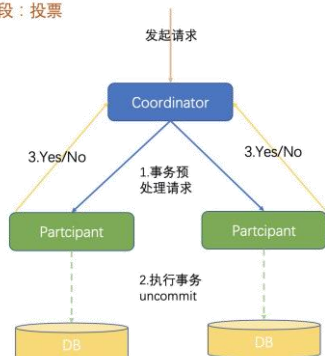 段：投票
发起请求
Coordinator
3.Yes/No
3.Yes/No
1.事务预
处理请求
Partcipant
Partcipant
2.执行事务
uncommit
DB
DB